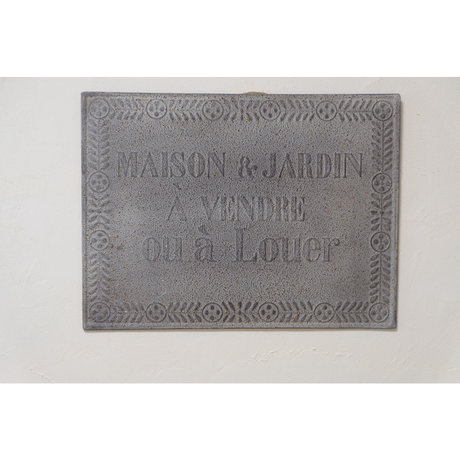 MAISON & JARDIN
À VENDRE
ou à Louer